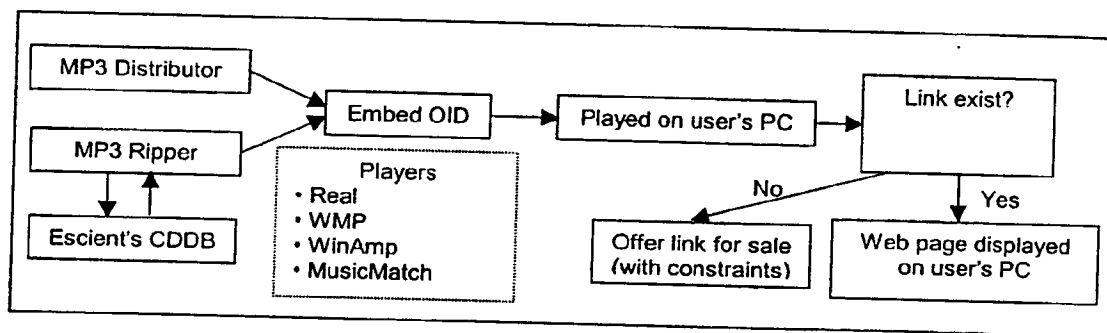 MP3 Distributor
MP3 Ripper
Escient's CDDB
Embed OID
Players
• Real
• WMP
• WinAmp
• MusicMatch
Played on user's PC
Link exist?
No
Yes
Offer link for sale
(with constraints)
Web page displayed
on user's PC